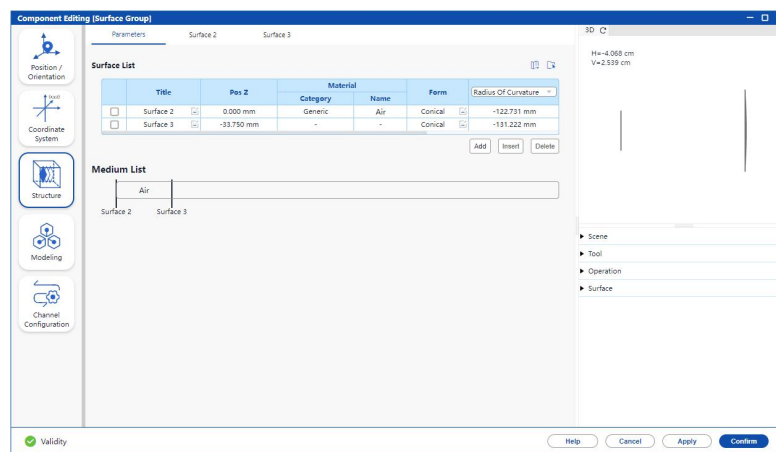 Component Editing (Surface Group)
Parameters Surface 2 Surface 3
3D
H=-4.068 cm
V=2.539 cm
Position /
Orientation
Coordinate
System
Structure
Modeling
Channel
Configuration
Surface List
Title Pos Z Material Form Radius Of Curvature
Category Name
Surface 2 0.000 mm Generic Air Conical -122.731 mm
Surface 3 -33.750 mm - - Conical -131.222 mm
Add Insert Delete
Medium List
Air
Surface 2 Surface 3
Scene
Tool
Operation
Surface
Validity
Help Cancel Apply Confirm